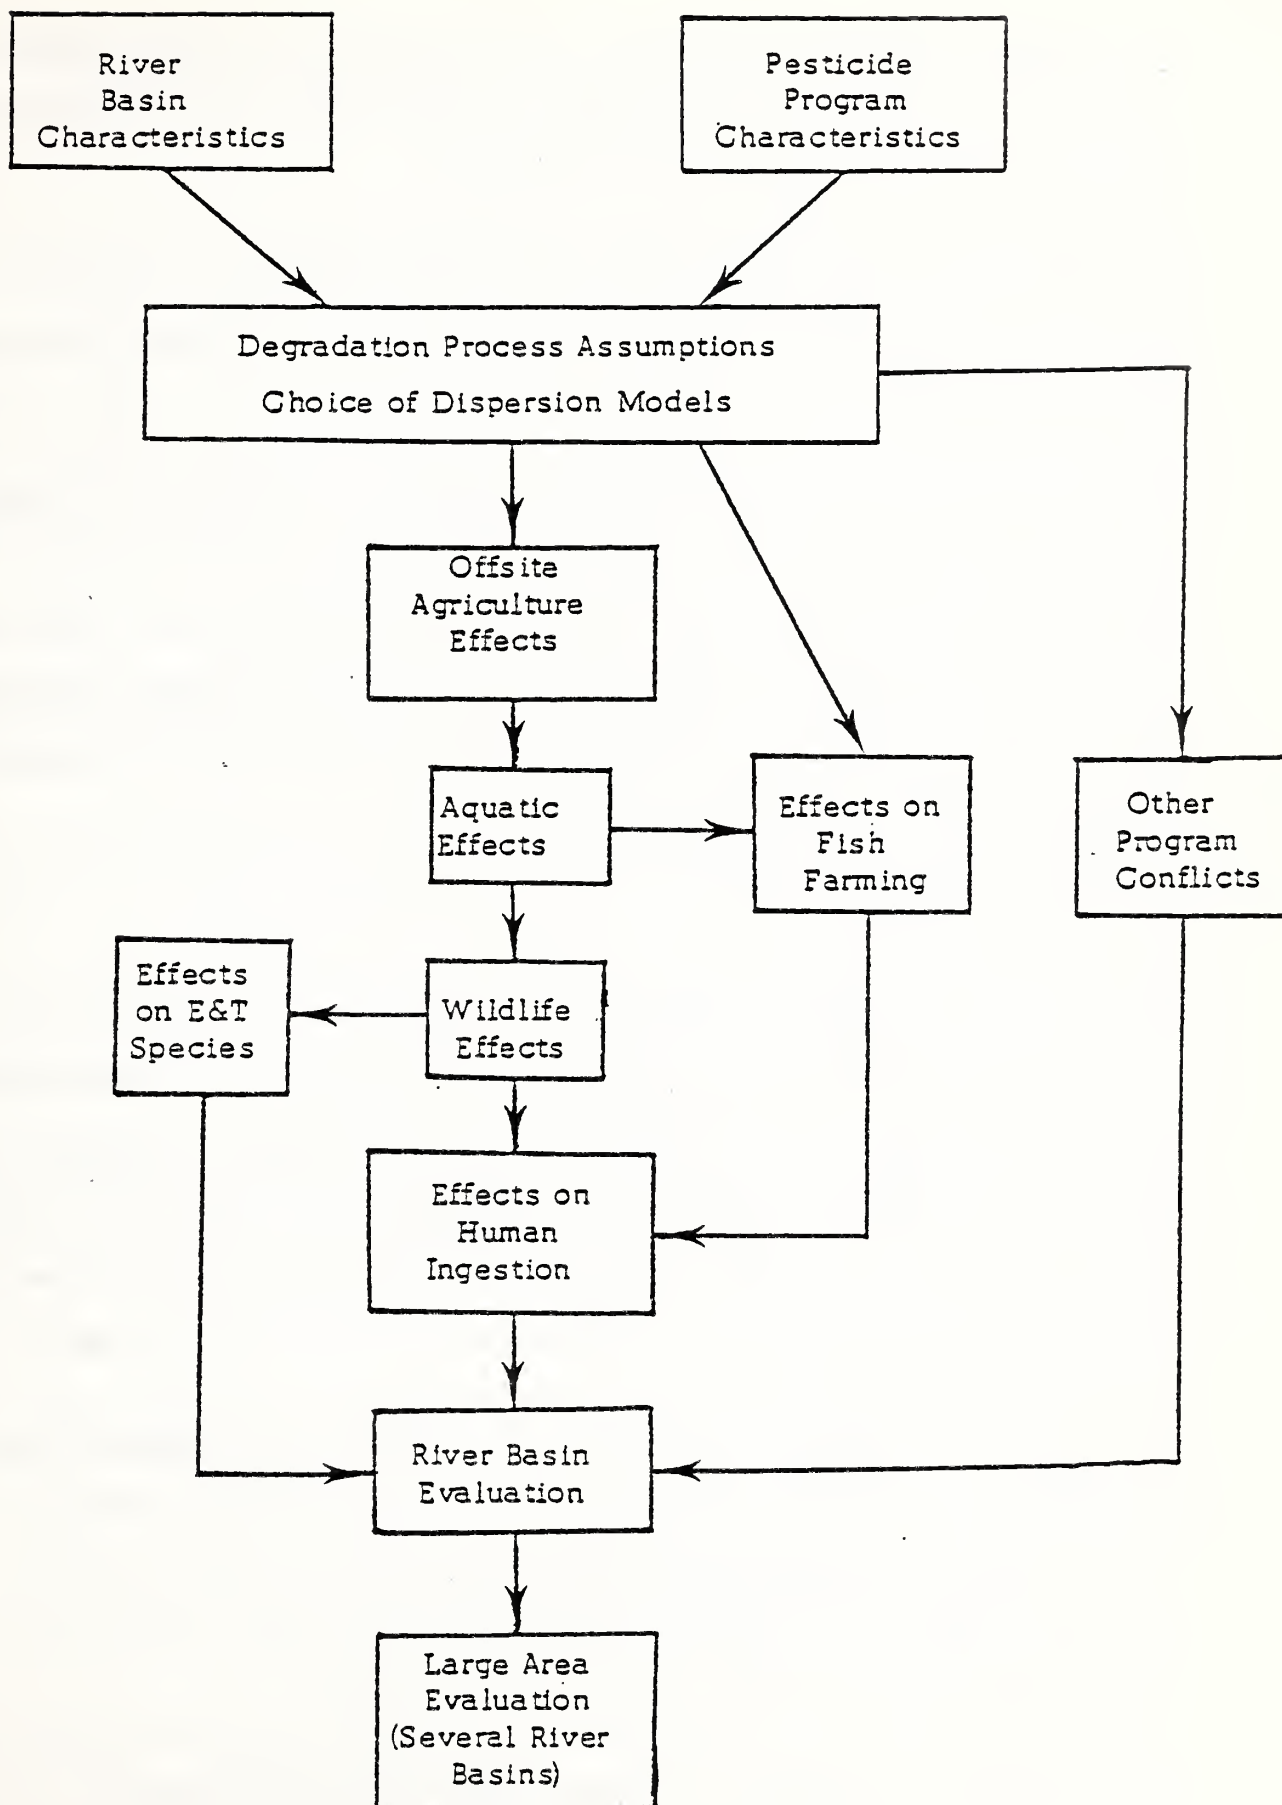 River
Basin
Characteristics
Pesticide
Program
Characteristics
Degradation Process Assumptions
Choice of Dispersion Models
Offsite
Agriculture
Effects
Aquatic
Effects
Effects on
Fish
Farming
Other
Program
Conflicts
Effects
on E&T
Species
Wildlife
Effects
Effects on
Human
Ingestion
River Basin
Evaluation
Large Area
Evaluation
(Several River
Basins)